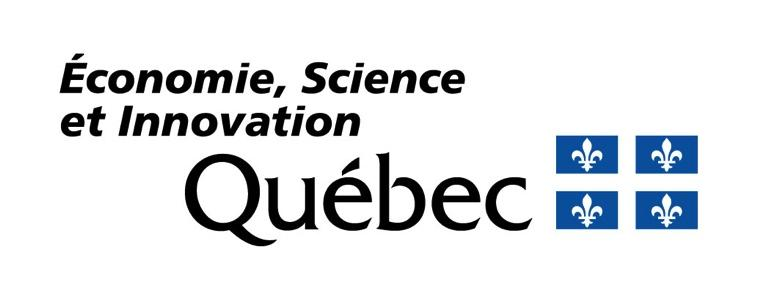 Économie, Science
et Innovation
Québec